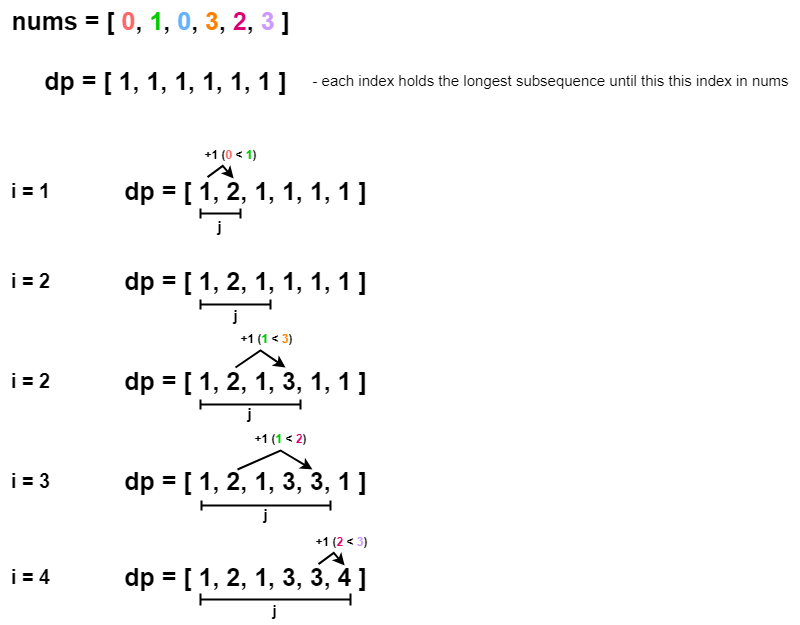 nums = [ 0, 1, 0, 3, 2, 3 ]
dp = [ 1, 1, 1, 1, 1, 1 ] - each index holds the longest subsequence until this this index in nums
+1 (0 < 1)
i = 1 dp = [ 1, 2, 1, 1, 1, 1 ]
j
i = 2 dp = [ 1, 2, 1, 1, 1, 1 ]
j
+1 (1 < 3)
i = 2 dp = [ 1, 2, 1, 3, 1, 1 ]
j
+1 (1 < 2)
i = 3 dp = [ 1, 2, 1, 3, 3, 1 ]
j
+1 (2 < 3)
i = 4 dp = [ 1, 2, 1, 3, 3, 4 ]
j